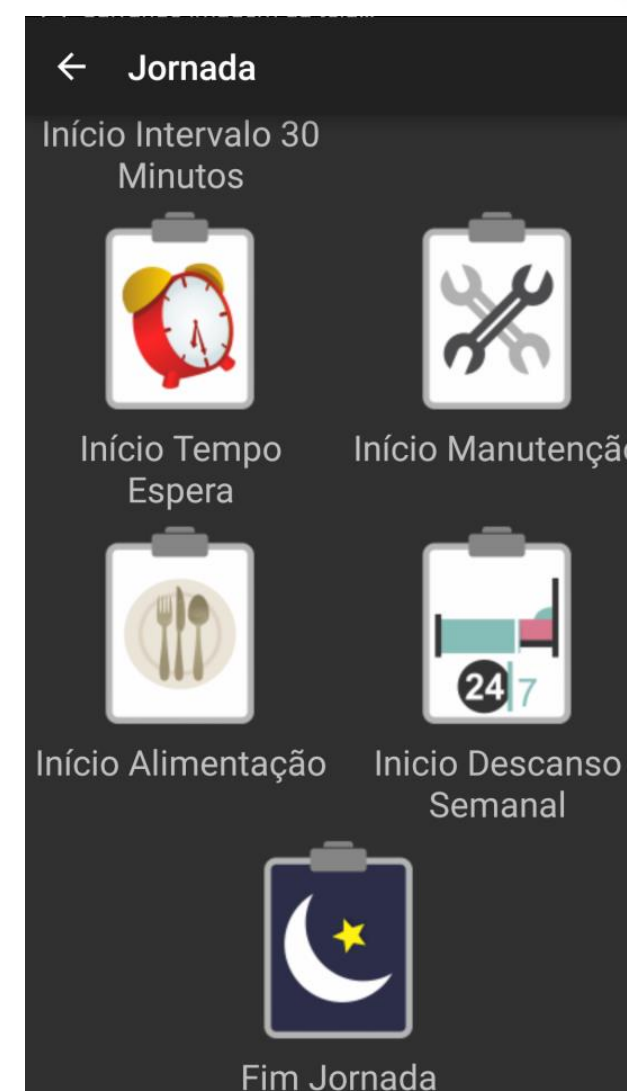 Jornada
Início Intervalo 30
Minutos
Início Tempo
Espera
Início Manutençã
24 7
Início Alimentação
Inicio Descanso
Semanal
Fim Jornada